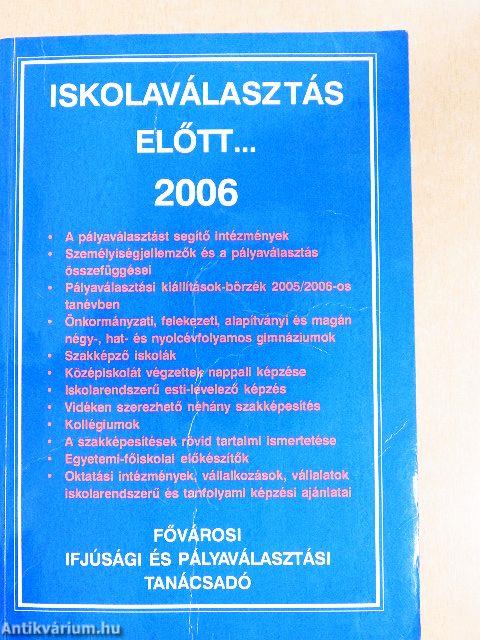 ISKOLAVÁLASZTÁS
ELŐTT...
2006
• A pályaválasztást segítő intézmények
• Személyiségjellemzők és a pályaválasztás
összefüggései
• Pályaválasztási kiállítások-börzék 2005/2006-os
tanévben
• Önkormányzati, felekezeti, alapítványi és magán
négy-, hat- és nyolcévfolyamos gimnáziumok
• Szakképző iskolák
• Középiskolát végzettek nappali képzése
• Iskolarendszerű esti-levelező képzés
• Vidéken szerezhető néhány szakképesítés
• Kollégiumok
• A szakképesítések rövid tartalmi ismertetése
• Egyetemi-főiskolai előkészítők
• Oktatási intézmények, vállalkozások, vállalatok
iskolarendszerű és tanfolyami képzési ajánlatai
FŐVÁROSI
IFJÚSÁGI ÉS PÁLYAVÁLASZTÁSI
TANÁCSADÓ
Antikvárium.hu